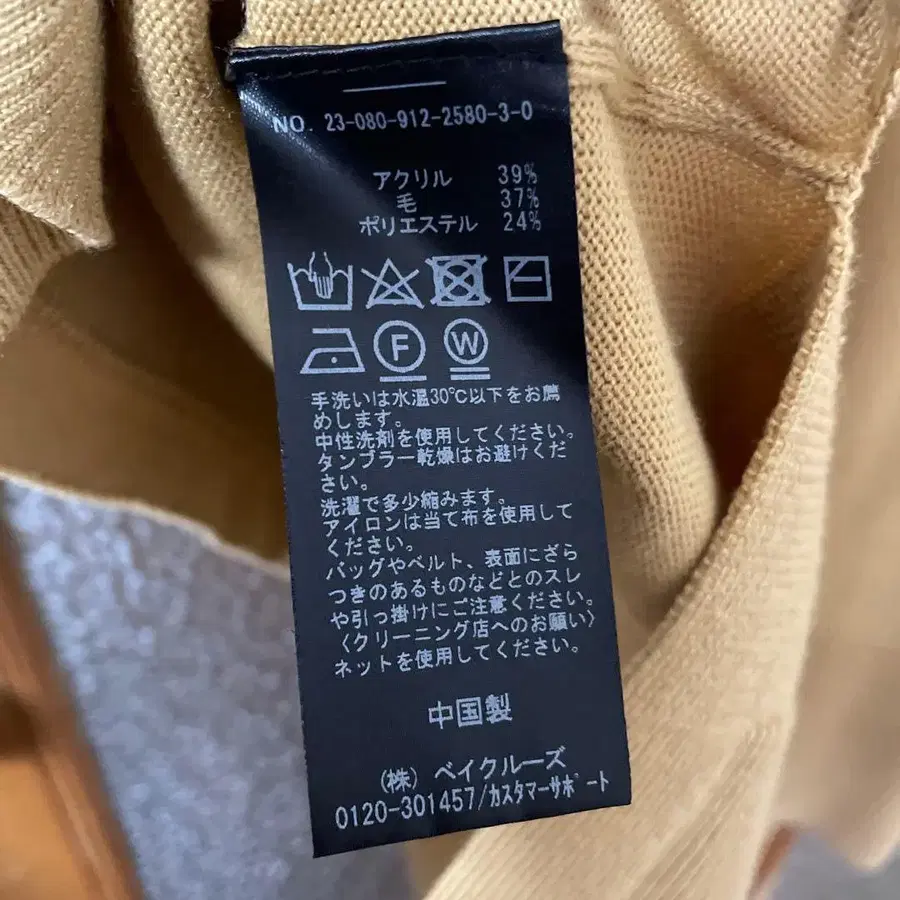 NO. 23-080-912-2580-3-0
アクリル 39%
毛 37%
ポリエステル 24%
F W
手洗いは水温30℃以下をお薦
めします。
中性洗剤を使用してください。
タンブラー乾燥はお避けくだ
さい。
洗濯で多少縮みます。
アイロンは当て布を使用して
ください。
バッグやベルト、表面にざら
つきのあるものなどとのスレ
や引っ掛けにご注意ください。
〈クリーニング店へのお願い〉
ネットを使用してください。
中国製
(株) ベイクルーズ
0120-301457/カスタマーサポート